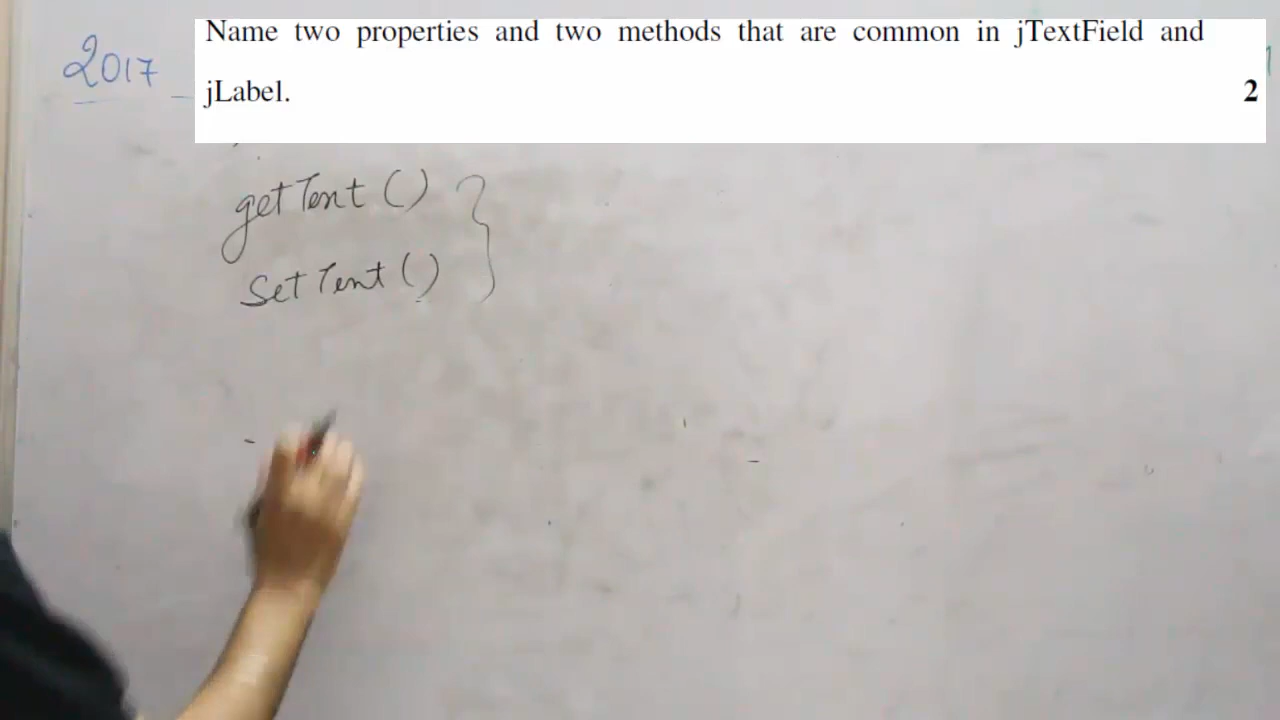 Name two properties and two methods that are common in jTextField and
jLabel. 2
2017
getText ()
SetText ()